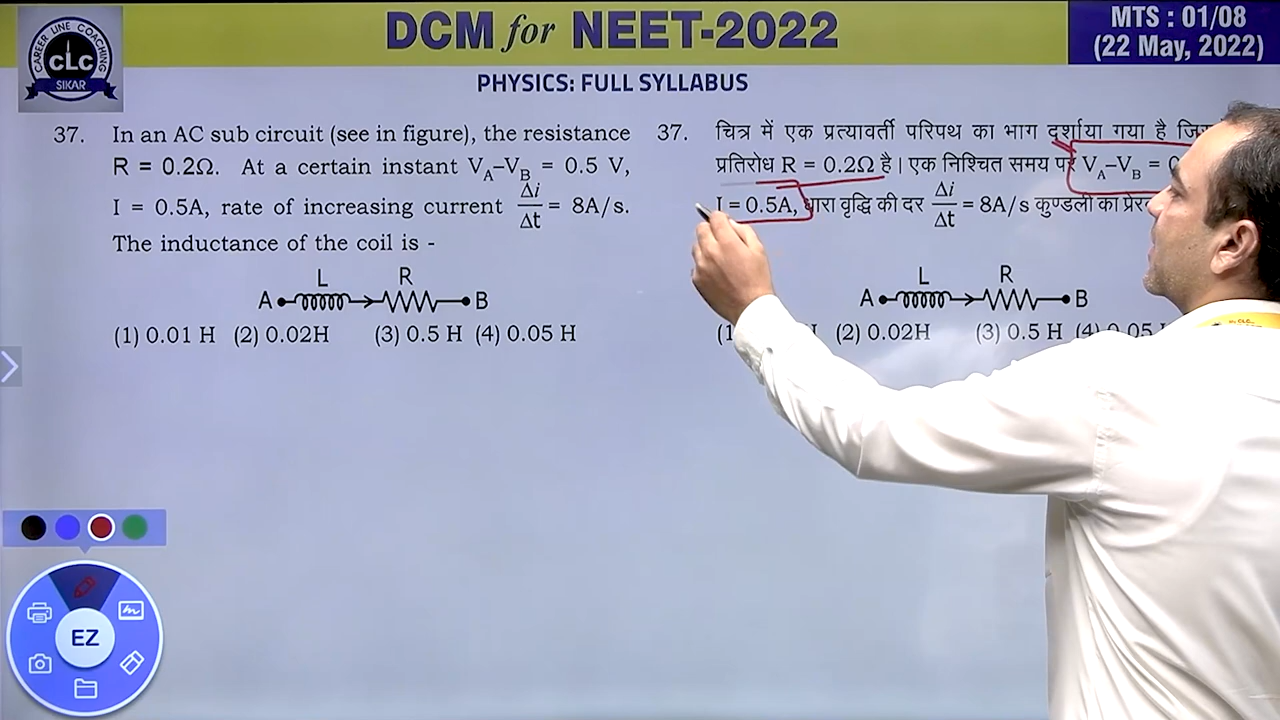 CAREER LINE COACHING
CLC
SIKAR
DCM for NEET-2022
MTS : 01/08
(22 May, 2022)
PHYSICS: FULL SYLLABUS
37. In an AC sub circuit (see in figure), the resistance
R = 0.2Ω. At a certain instant V_A–V_B = 0.5 V,
I = 0.5A, rate of increasing current Δi/Δt = 8A/s.
The inductance of the coil is -
L R
A B
(1) 0.01 H (2) 0.02H (3) 0.5 H (4) 0.05 H
37. चित्र में एक प्रत्यावर्ती परिपथ का भाग दर्शाया गया है
प्रतिरोध R = 0.2Ω है। एक निश्चित समय पर V_A–V_B =
I = 0.5A, धारा वृद्धि की दर Δi/Δt = 8A/s कुण्डली का
L R
A B
(2) 0.02H (3) 0.5 H (4) 0.05
EZ